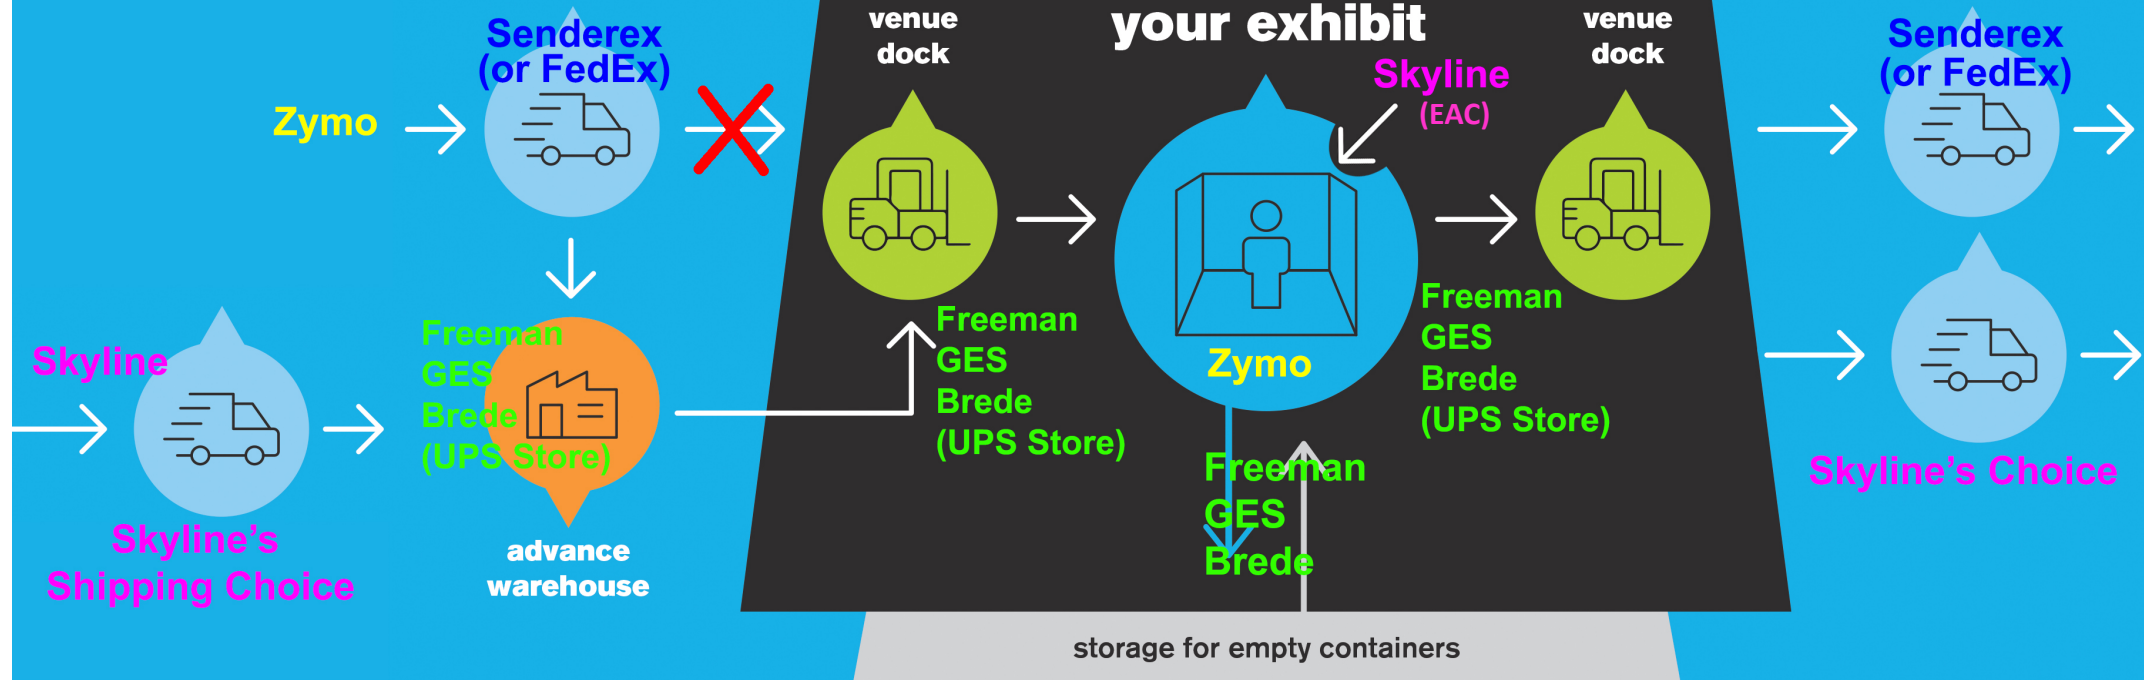 Senderex
(or FedEx)
Zymo
Skyline
Skyline's
Shipping Choice
Freeman
GES
Brede
(UPS Store)
advance
warehouse
venue
dock
Freeman
GES
Brede
(UPS Store)
your exhibit
Skyline
(EAC)
Zymo
Freeman
GES
Brede
storage for empty containers
venue
dock
Freeman
GES
Brede
(UPS Store)
Senderex
(or FedEx)
Skyline's Choice